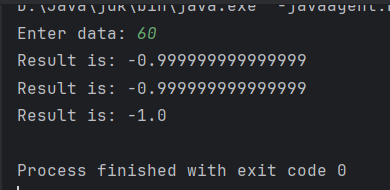 D:\Java\jdk\bin\java.exe "-javaagent:
Enter data: 60
Result is: -0.999999999999999
Result is: -0.999999999999999
Result is: -1.0
Process finished with exit code 0